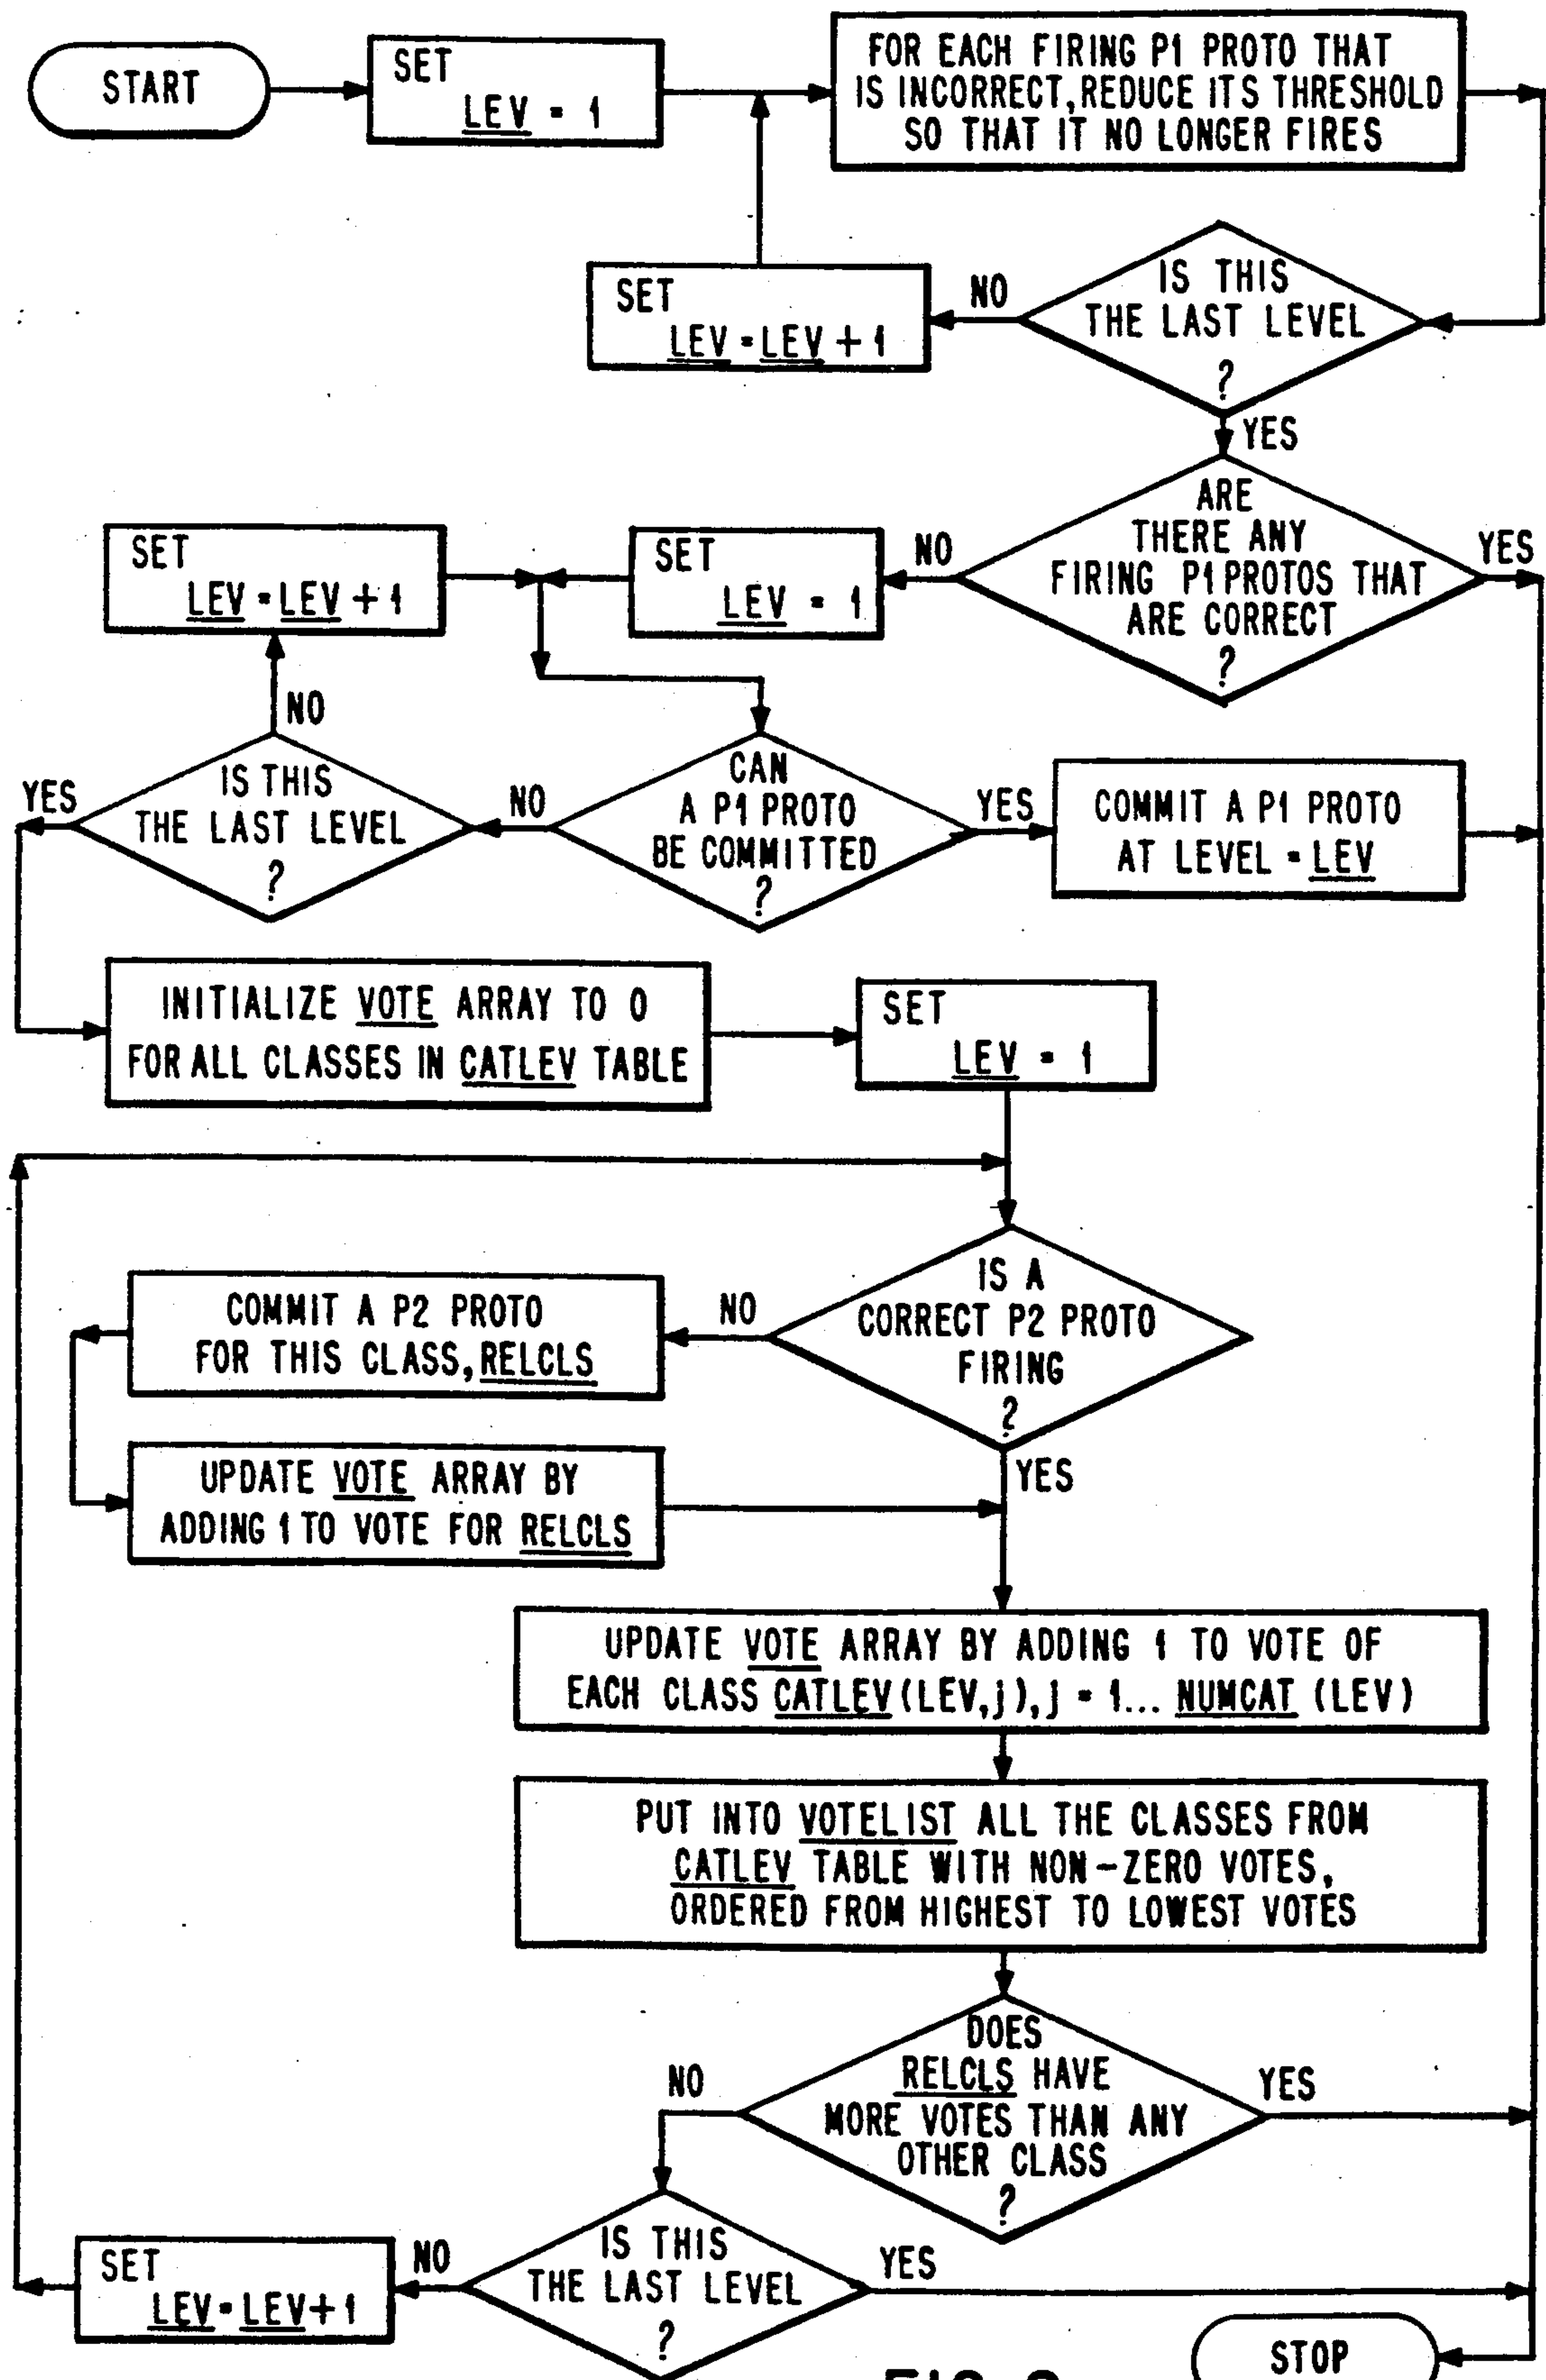 START
SET
LEV = 1
FOR EACH FIRING P1 PROTO THAT
IS INCORRECT, REDUCE ITS THRESHOLD
SO THAT IT NO LONGER FIRES
SET
LEV = LEV + 1
NO
IS THIS
THE LAST LEVEL
?
YES
ARE
THERE ANY
FIRING P1 PROTOS THAT
ARE CORRECT
?
YES
NO
SET
LEV = 1
SET
LEV = LEV + 1
NO
YES
IS THIS
THE LAST LEVEL
?
NO
CAN
A P1 PROTO
BE COMMITTED
?
YES
COMMIT A P1 PROTO
AT LEVEL = LEV
INITIALIZE VOTE ARRAY TO 0
FOR ALL CLASSES IN CATLEV TABLE
SET
LEV = 1
IS A
CORRECT P2 PROTO
FIRING
?
NO
COMMIT A P2 PROTO
FOR THIS CLASS, RELCLS
UPDATE VOTE ARRAY BY
ADDING 1 TO VOTE FOR RELCLS
YES
UPDATE VOTE ARRAY BY ADDING 1 TO VOTE OF
EACH CLASS CATLEV (LEV, j), j = 1... NUMCAT (LEV)
PUT INTO VOTELIST ALL THE CLASSES FROM
CATLEV TABLE WITH NON-ZERO VOTES,
ORDERED FROM HIGHEST TO LOWEST VOTES
DOES
RELCLS HAVE
MORE VOTES THAN ANY
OTHER CLASS
?
NO
YES
IS THIS
THE LAST LEVEL
?
NO
YES
SET
LEV = LEV + 1
STOP